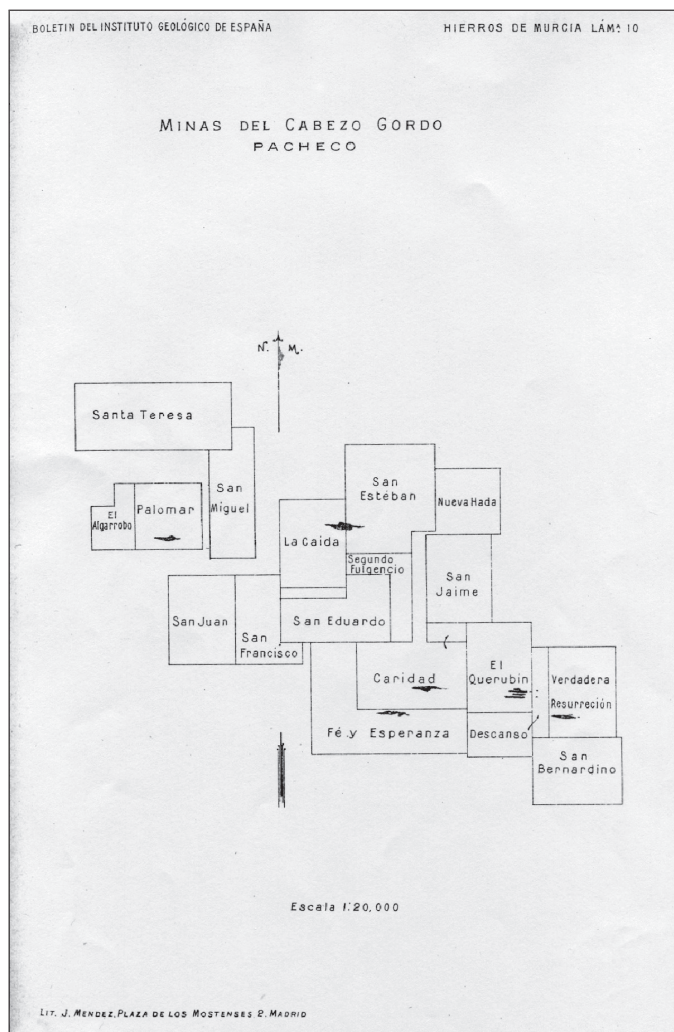 BOLETIN DEL INSTITUTO GEOLÓGICO DE ESPAÑA
HIERROS DE MURCIA LÁMª 10
MINAS DEL CABEZO GORDO
PACHECO
N. M.
Santa Teresa
San
Miguel
El
Algarrobo
Palomar
San
Estéban
Nueva Hada
La Caida
Segundo
Fulgencio
San
Jaime
San Juan
San
Francisco
San Eduardo
Caridad
El
Querubin
Verdadera
Resurreción
Fé y Esperanza
Descanso
San
Bernardino
Escala 1:20,000
LIT. J. MENDEZ, PLAZA DE LOS MOSTENSES 2, MADRID